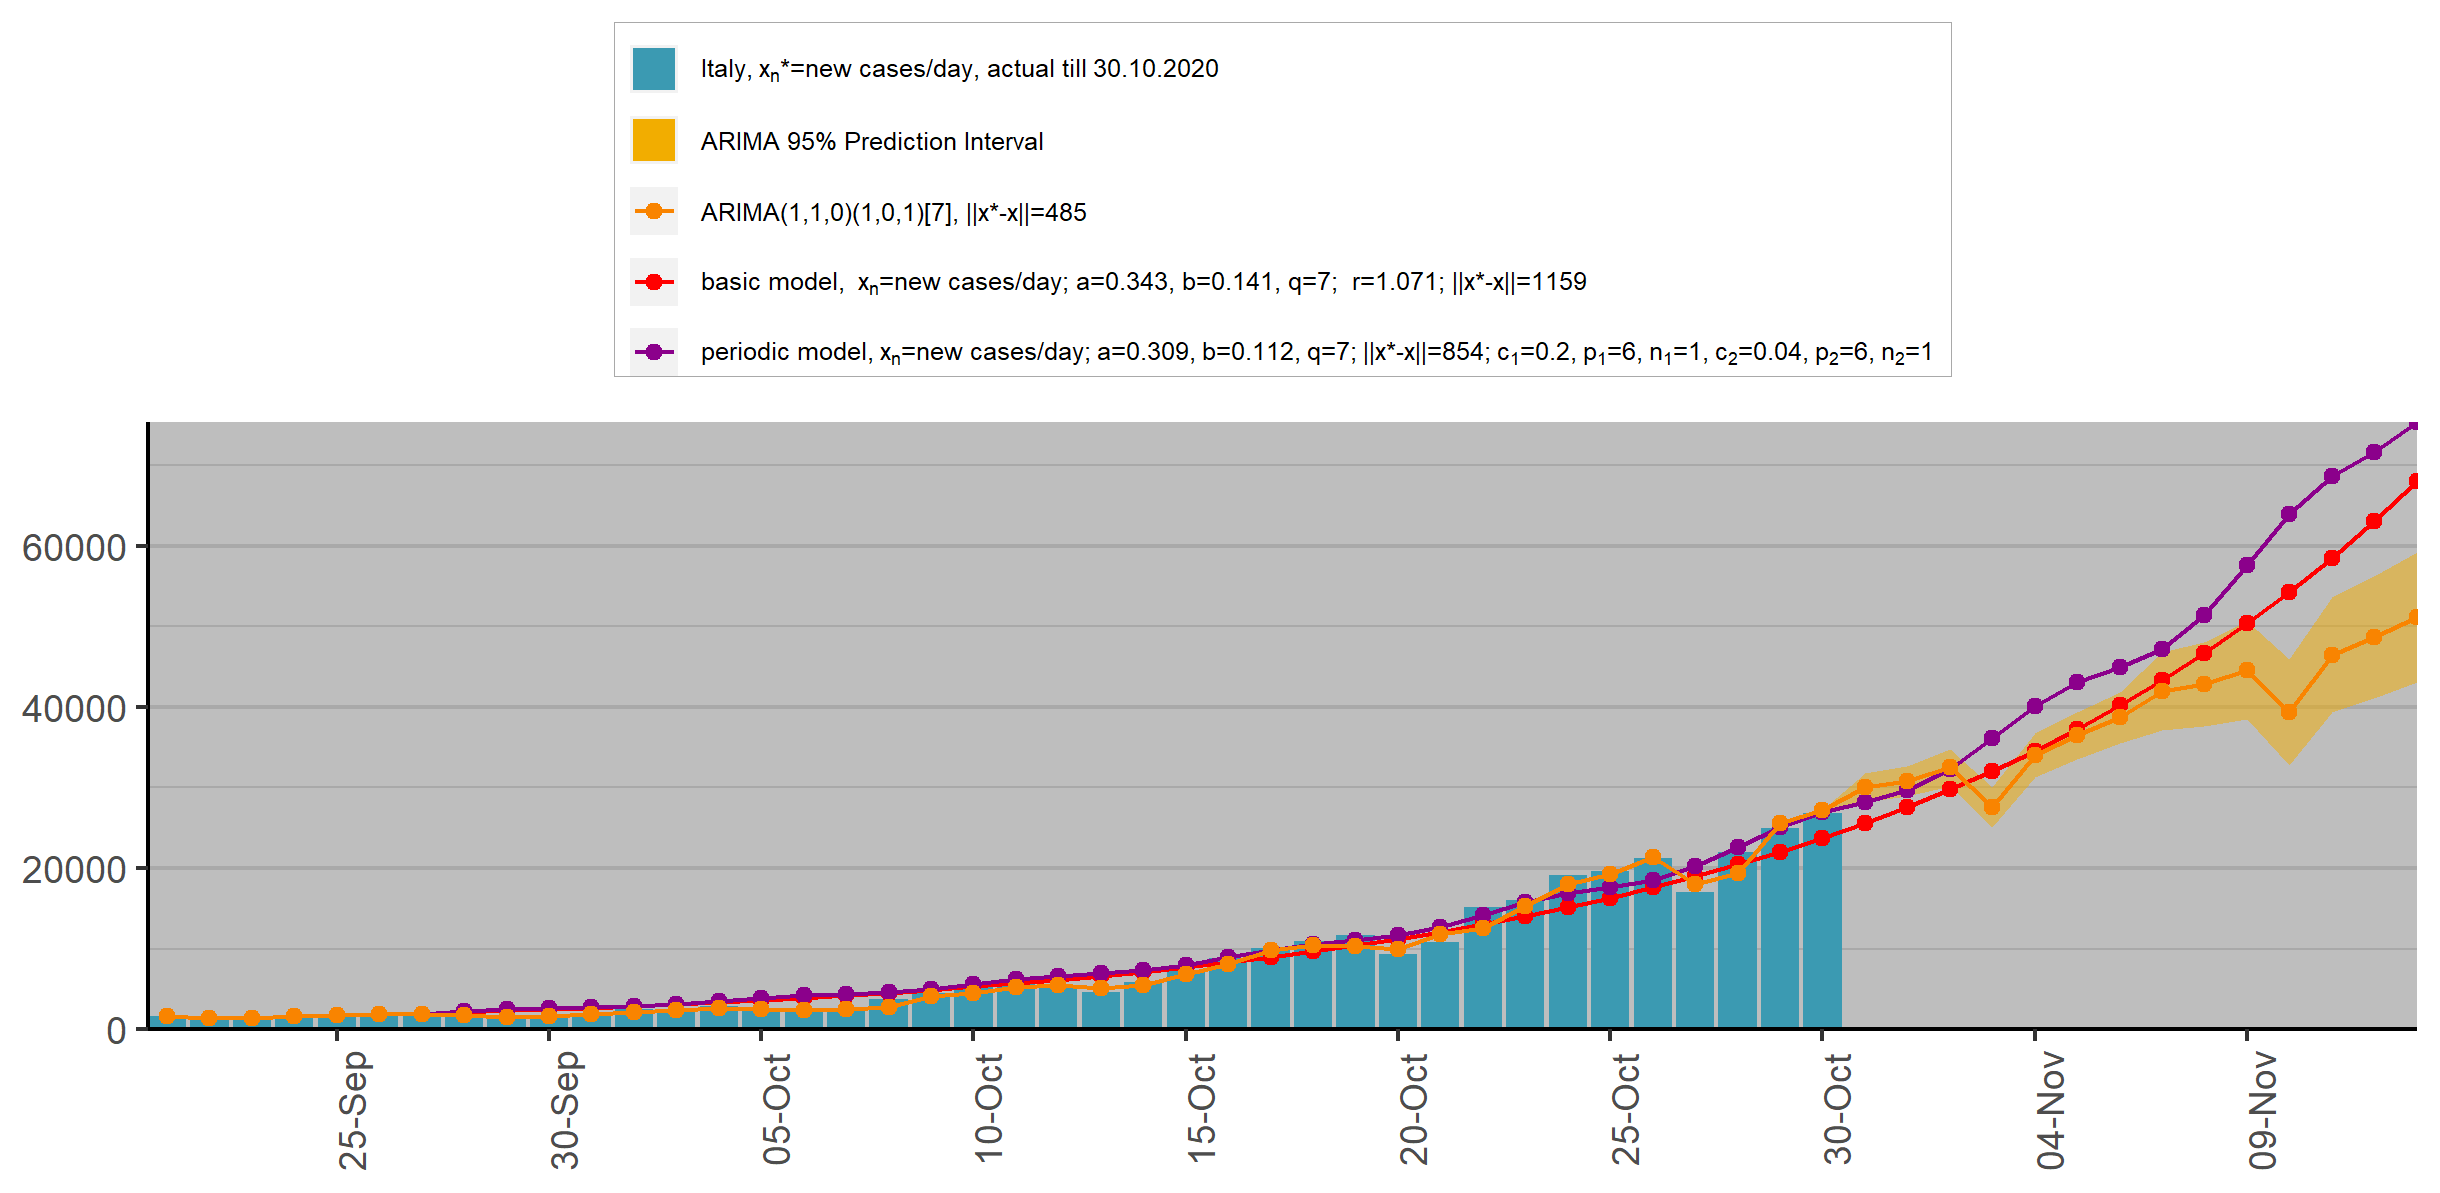 Italy, xn*=new cases/day, actual till 30.10.2020
ARIMA 95% Prediction Interval
ARIMA(1,1,0)(1,0,1)[7], ||x*-x||=485
basic model,  xn=new cases/day; a=0.343, b=0.141, q=7;  r=1.071; ||x*-x||=1159
periodic model, xn=new cases/day; a=0.309, b=0.112, q=7; ||x*-x||=854; c1=0.2, p1=6, n1=1, c2=0.04, p2=6, n2=1
60000
40000
20000
0
25-Sep
30-Sep
05-Oct
10-Oct
15-Oct
20-Oct
25-Oct
30-Oct
04-Nov
09-Nov